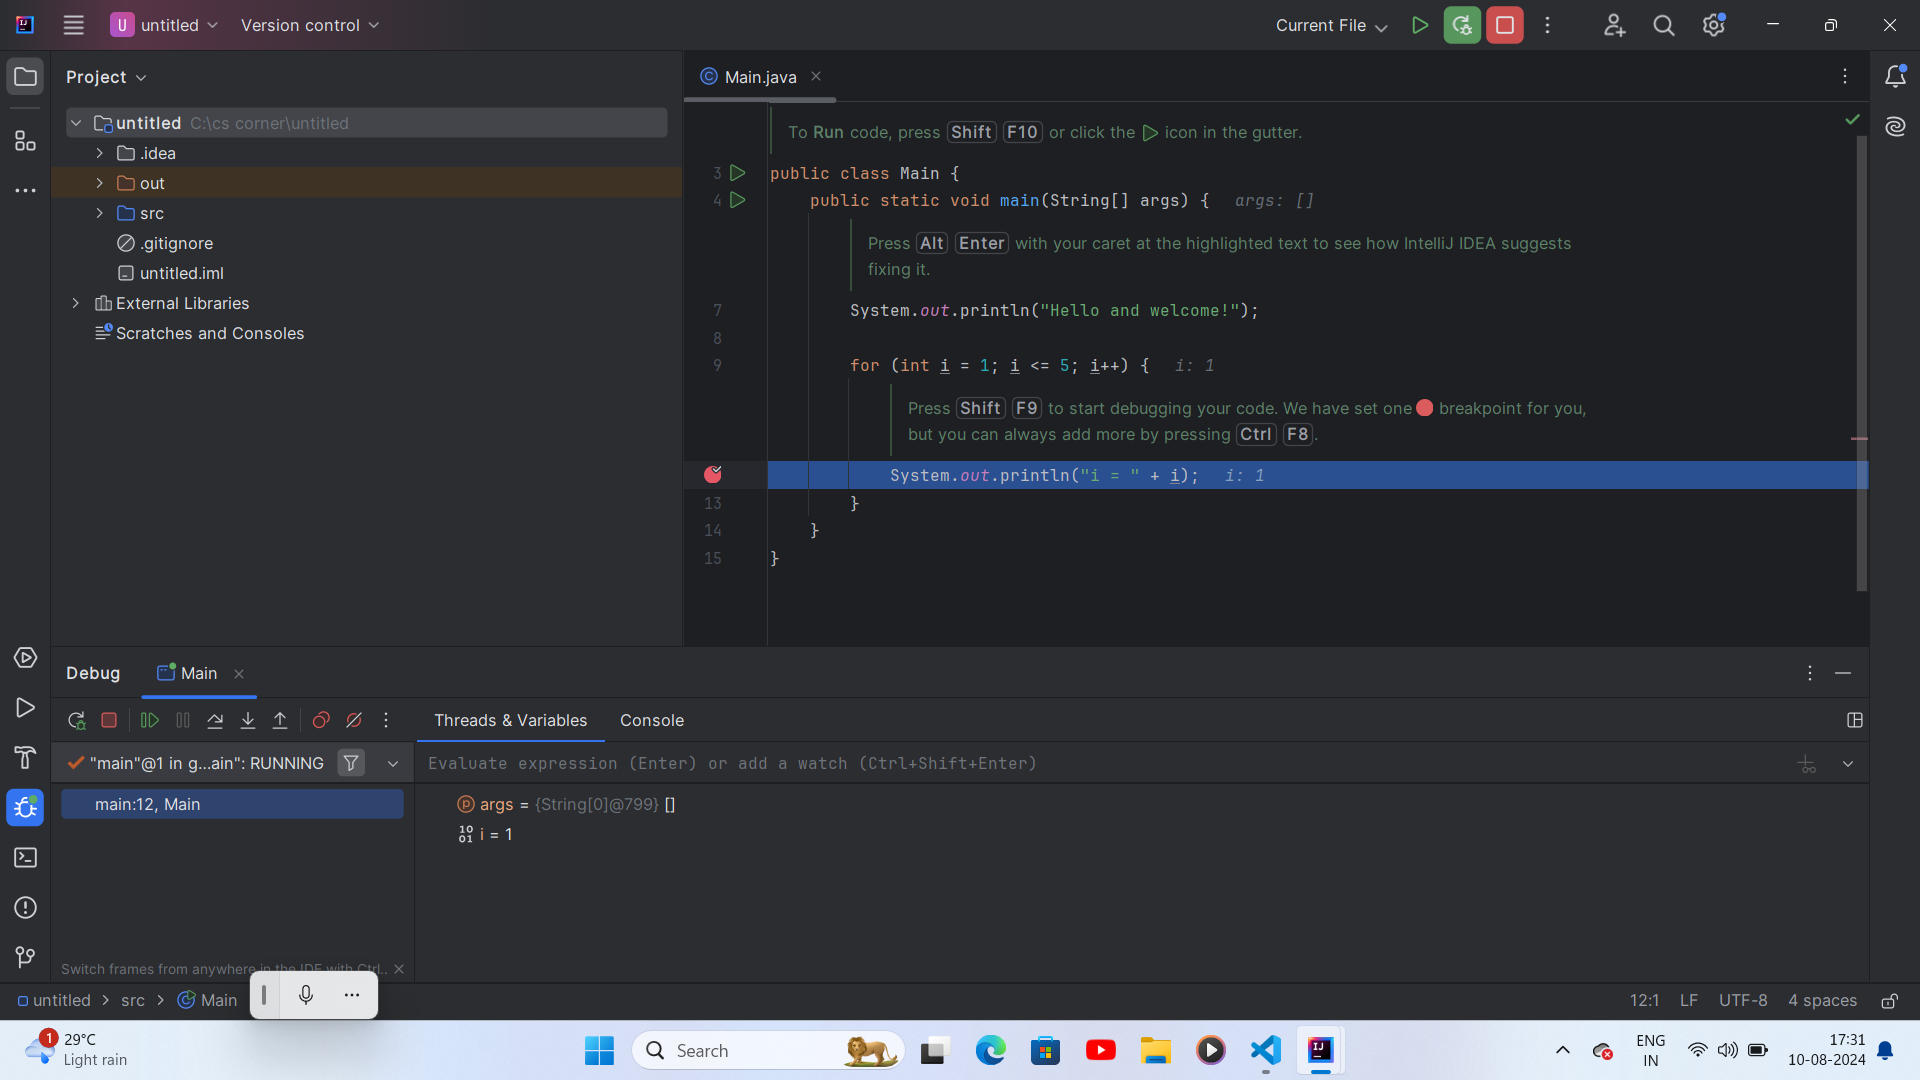 U untitled Version control
Current File
Project
untitled C:\cs corner\untitled
.idea
out
src
.gitignore
untitled.iml
External Libraries
Scratches and Consoles
Main.java
To Run code, press Shift F10 or click the icon in the gutter.
3 public class Main {
4 public static void main(String[] args) { args: []
Press Alt Enter with your caret at the highlighted text to see how IntelliJ IDEA suggests
fixing it.
7 System.out.println("Hello and welcome!");
8
9 for (int i = 1; i <= 5; i++) { i: 1
Press Shift F9 to start debugging your code. We have set one breakpoint for you,
but you can always add more by pressing Ctrl F8.
System.out.println("i = " + i); i: 1
13 }
14 }
15 }
Debug Main
Threads & Variables Console
"main"@1 in g...ain": RUNNING
Evaluate expression (Enter) or add a watch (Ctrl+Shift+Enter)
main:12, Main
args = {String[0]@799} []
i = 1
Switch frames from anywhere in the IDE with Ctrl..
untitled > src > Main
12:1 LF UTF-8 4 spaces
1 29°C
Light rain
Search
ENG
IN
17:31
10-08-2024